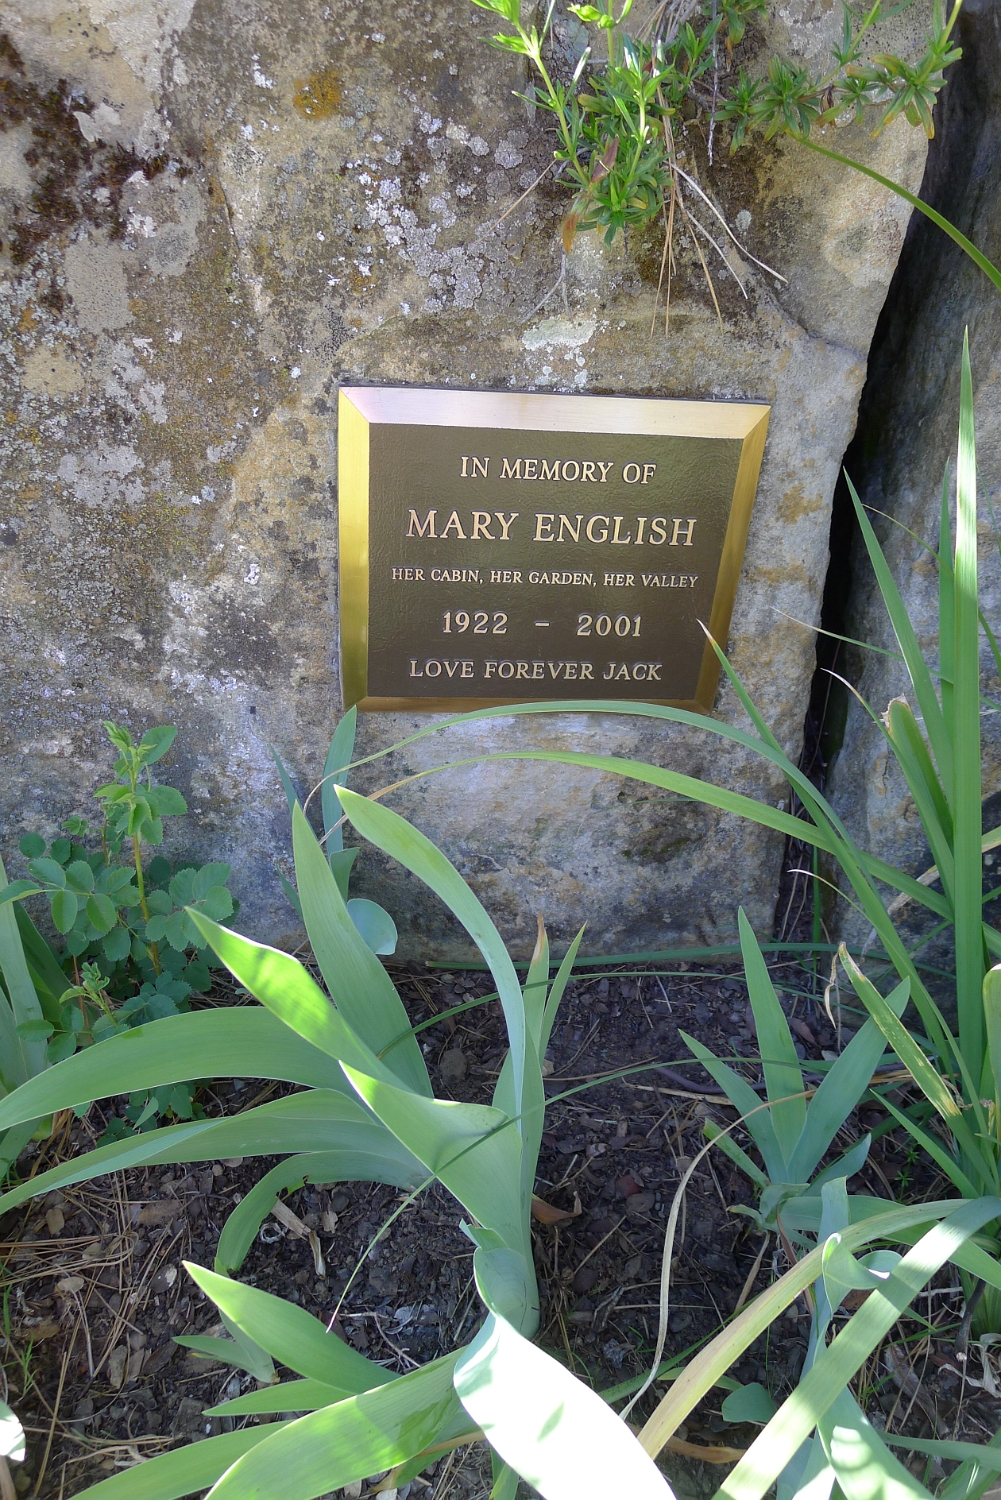 IN MEMORY OF
MARY ENGLISH
HER CABIN, HER GARDEN, HER VALLEY
1922 - 2001
LOVE FOREVER JACK